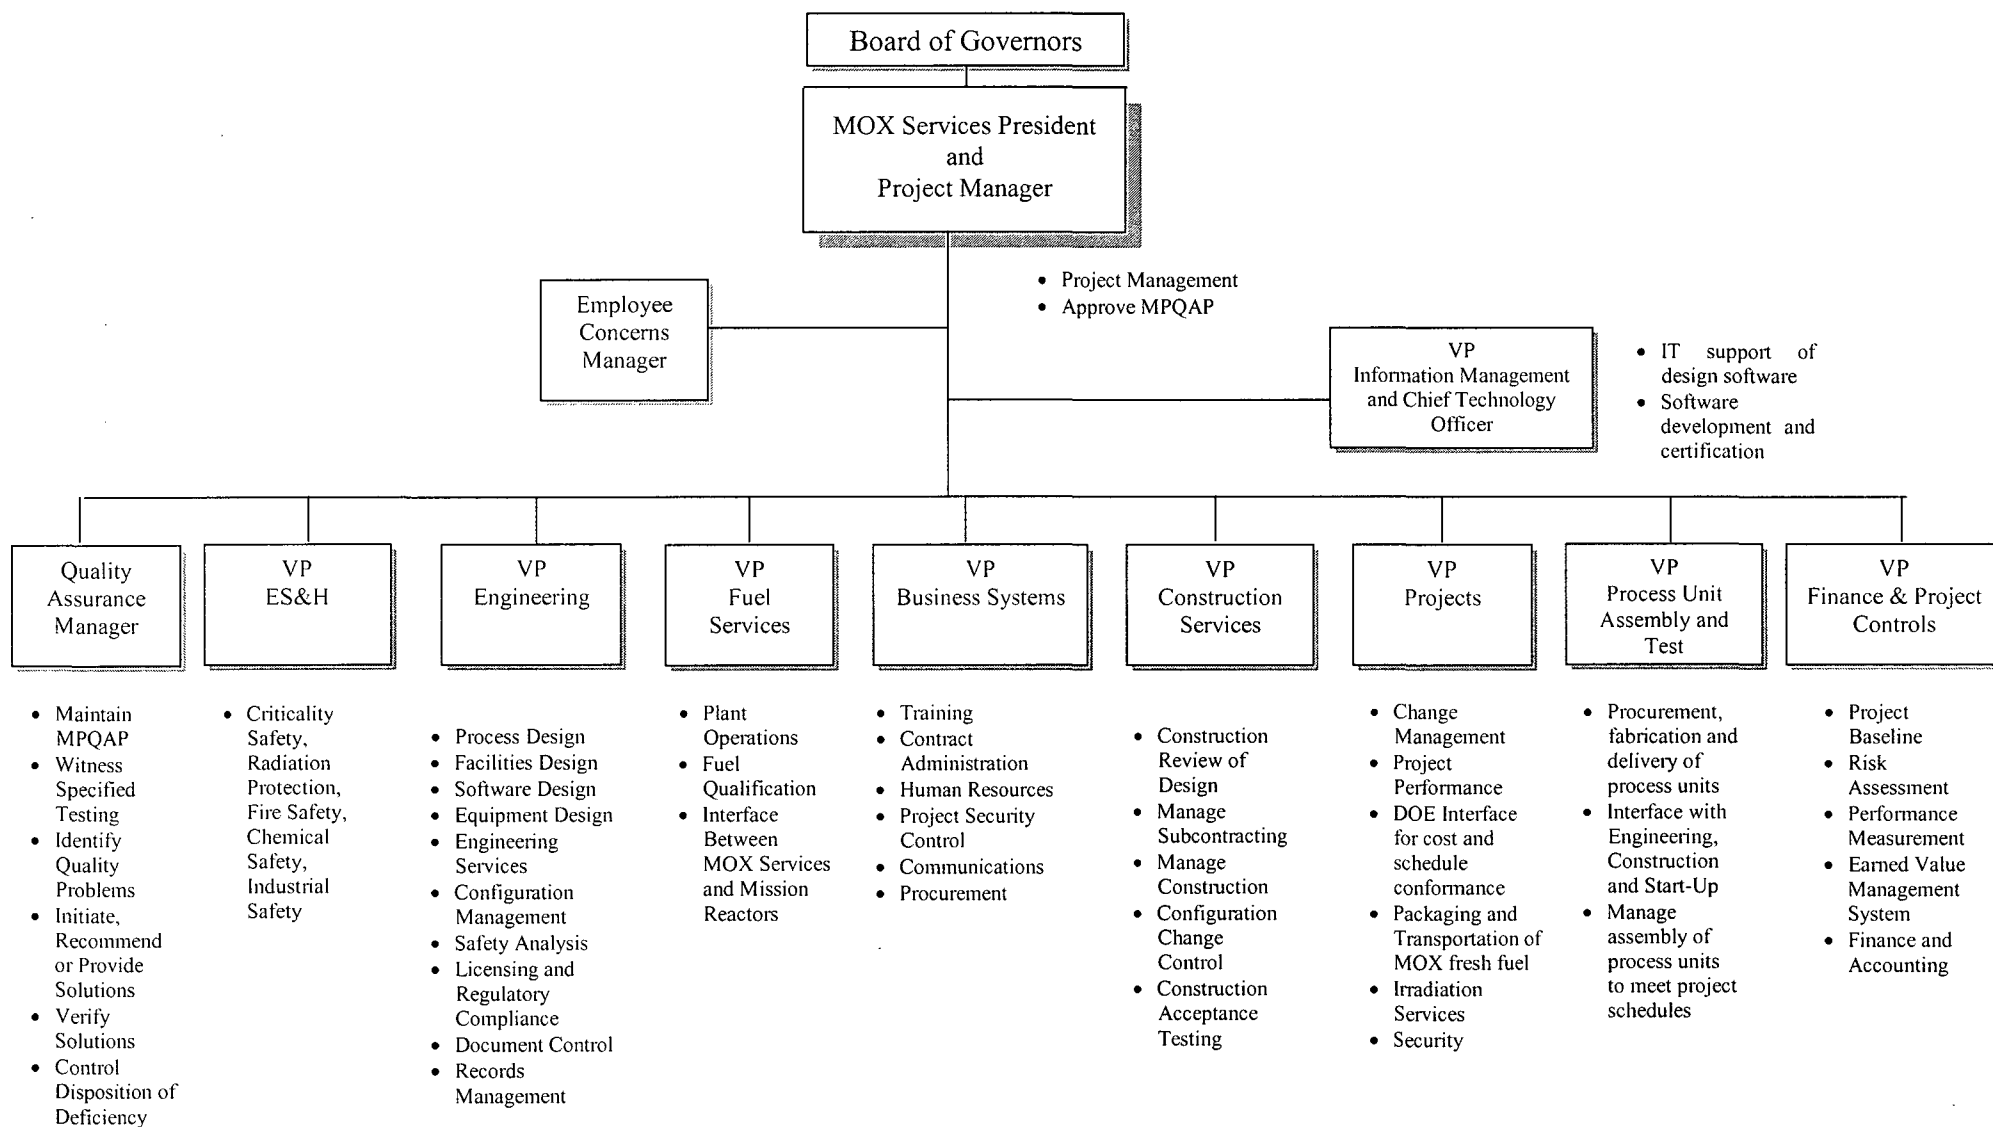 Board of Governors
MOX Services President
and
Project Manager
• Project Management
• Approve MPQAP
Employee
Concerns
Manager
VP
Information Management
and Chief Technology
Officer
• IT support of
design software
• Software
development and
certification
Quality
Assurance
Manager
• Maintain
MPQAP
• Witness
Specified
Testing
• Identify
Quality
Problems
• Initiate,
Recommend
or Provide
Solutions
• Verify
Solutions
• Control
Disposition of
Deficiency
VP
ES&H
• Criticality
Safety,
Radiation
Protection,
Fire Safety,
Chemical
Safety,
Industrial
Safety
VP
Engineering
• Process Design
• Facilities Design
• Software Design
• Equipment Design
• Engineering
Services
• Configuration
Management
• Safety Analysis
• Licensing and
Regulatory
Compliance
• Document Control
• Records
Management
VP
Fuel
Services
• Plant
Operations
• Fuel
Qualification
• Interface
Between
MOX Services
and Mission
Reactors
VP
Business Systems
• Training
• Contract
Administration
• Human Resources
• Project Security
Control
• Communications
• Procurement
VP
Construction
Services
• Construction
Review of
Design
• Manage
Subcontracting
• Manage
Construction
• Configuration
Change
Control
• Construction
Acceptance
Testing
VP
Projects
• Change
Management
• Project
Performance
• DOE Interface
for cost and
schedule
conformance
• Packaging and
Transportation of
MOX fresh fuel
• Irradiation
Services
• Security
VP
Process Unit
Assembly and
Test
• Procurement,
fabrication and
delivery of
process units
• Interface with
Engineering,
Construction
and Start-Up
• Manage
assembly of
process units
to meet project
schedules
VP
Finance & Project
Controls
• Project
Baseline
• Risk
Assessment
• Performance
Measurement
• Earned Value
Management
System
• Finance and
Accounting